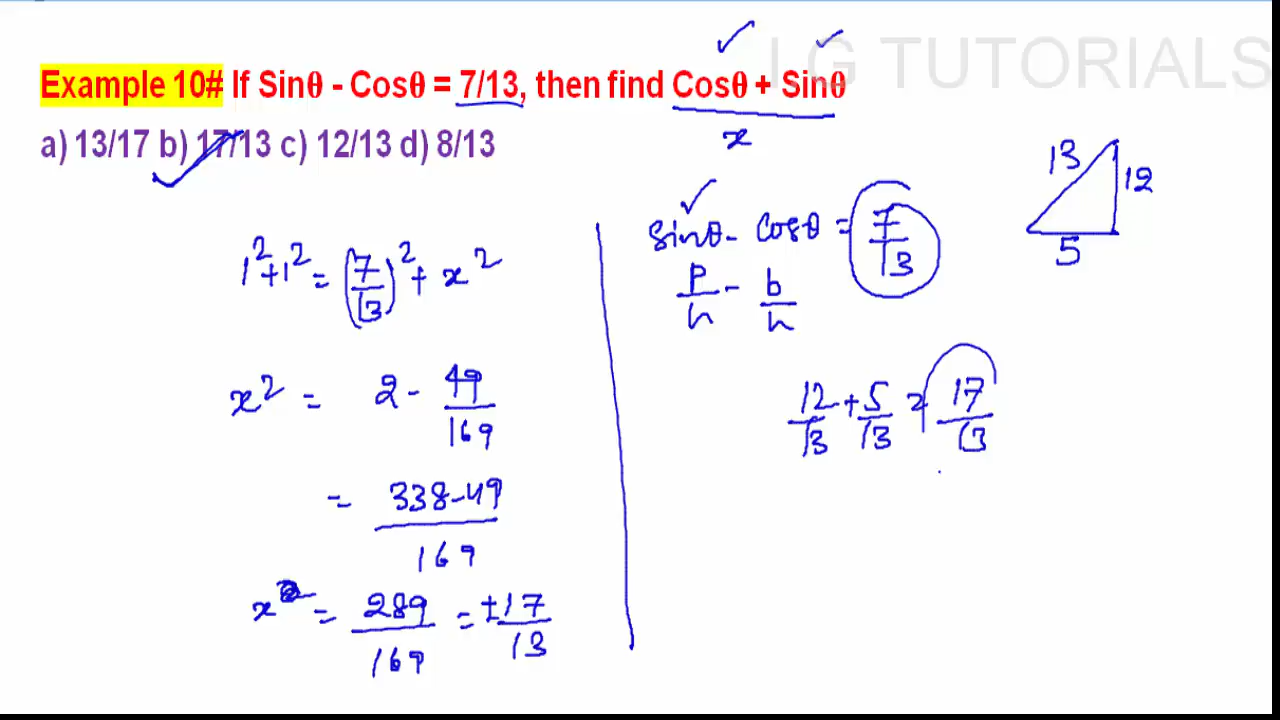 I G TUTORIALS
Example 10# If Sinθ - Cosθ = 7/13, then find Cosθ + Sinθ
x
a) 13/17 b) 17/13 c) 12/13 d) 8/13
1² + 1² = (7/13)² + x²
x² = 2 - 49/169
= 338-49/169
x² = 289/169 = ±17/13
sinθ - cosθ = 7/13
p/h - b/h
12/13 + 5/13 = 17/13
13
12
5